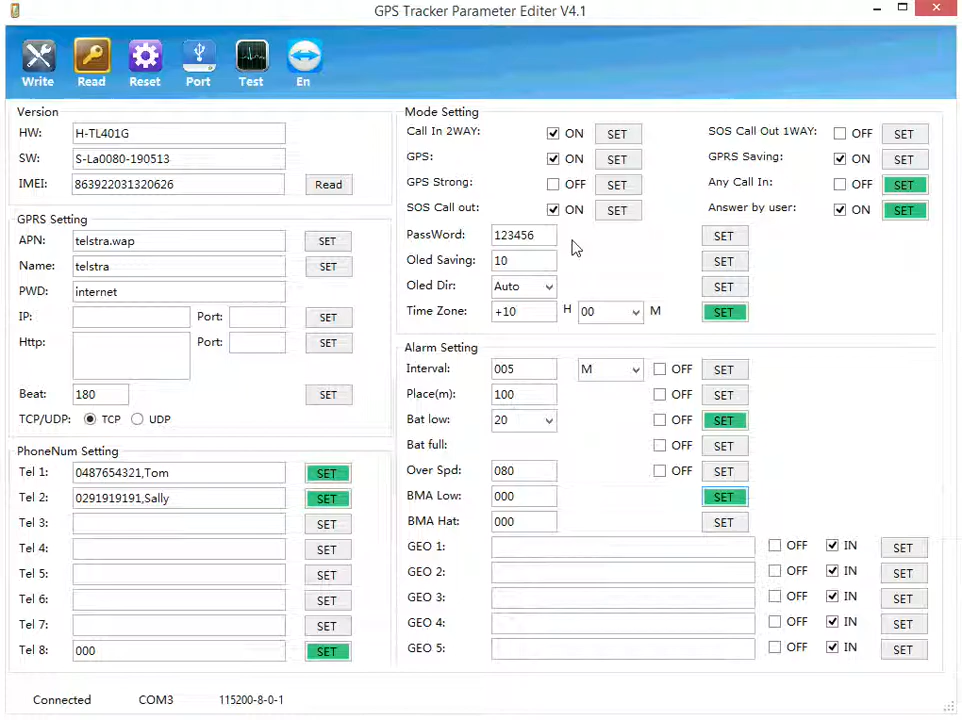 GPS Tracker Parameter Editer V4.1
Write Read Reset Port Test En
Version
HW: H-TL401G
SW: S-La0080-190513
IMEI: 863922031320626 Read
GPRS Setting
APN: telstra.wap SET
Name: telstra SET
PWD: internet
IP: Port: SET
Http: Port: SET
Beat: 180 SET
TCP/UDP: TCP UDP
PhoneNum Setting
Tel 1: 0487654321,Tom SET
Tel 2: 0291919191,Sally SET
Tel 3: SET
Tel 4: SET
Tel 5: SET
Tel 6: SET
Tel 7: SET
Tel 8: 000 SET
Mode Setting
Call In 2WAY: ON SET SOS Call Out 1WAY: OFF SET
GPS: ON SET GPRS Saving: ON SET
GPS Strong: OFF SET Any Call In: OFF SET
SOS Call out: ON SET Answer by user: ON SET
PassWord: 123456 SET
Oled Saving: 10 SET
Oled Dir: Auto SET
Time Zone: +10 H 00 M SET
Alarm Setting
Interval: 005 M OFF SET
Place(m): 100 OFF SET
Bat low: 20 OFF SET
Bat full: OFF SET
Over Spd: 080 OFF SET
BMA Low: 000 SET
BMA Hat: 000 SET
GEO 1: OFF IN SET
GEO 2: OFF IN SET
GEO 3: OFF IN SET
GEO 4: OFF IN SET
GEO 5: OFF IN SET
Connected COM3 115200-8-0-1